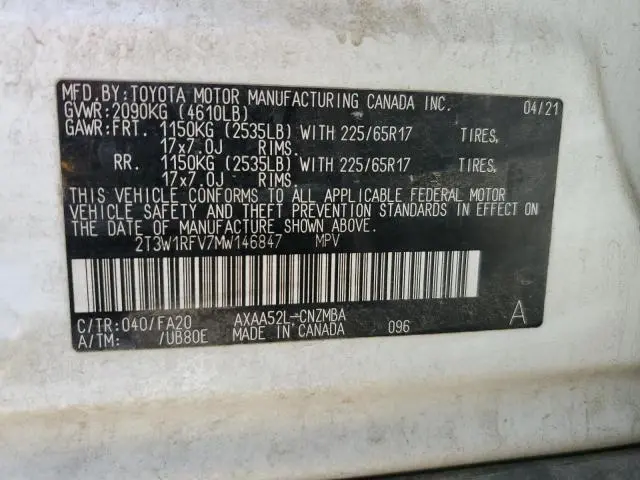 MFD.BY:TOYOTA MOTOR MANUFACTURING CANADA INC. 04/21
GVWR:2090KG (4610LB)
GAWR:FRT. 1150KG (2535LB) WITH 225/65R17 TIRES,
17x7.0J RIMS.
RR. 1150KG (2535LB) WITH 225/65R17 TIRES,
17x7.0J RIMS.
THIS VEHICLE CONFORMS TO ALL APPLICABLE FEDERAL MOTOR
VEHICLE SAFETY AND THEFT PREVENTION STANDARDS IN EFFECT ON
THE DATE OF MANUFACTURE SHOWN ABOVE.
2T3W1RFV7MW146847 MPV
C/TR:040/FA20 AXAA52L-CNZMBA A
A/TM: /UB80E MADE IN CANADA 096